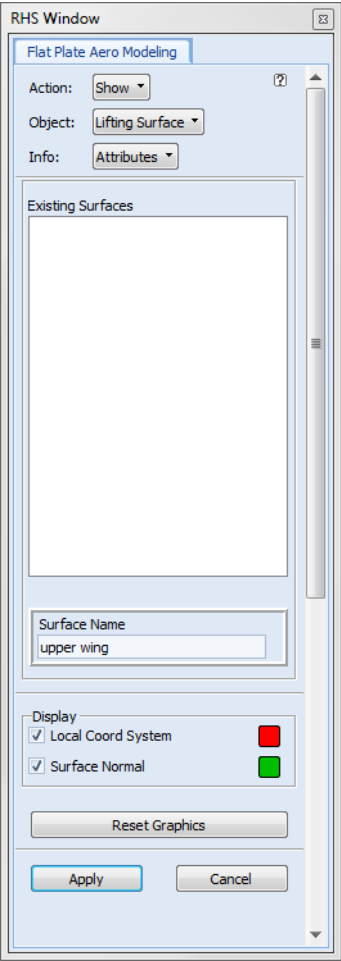 RHS Window
Flat Plate Aero Modeling
Action: Show
?
Object: Lifting Surface
Info: Attributes
Existing Surfaces
Surface Name
upper wing
Display
Local Coord System
Surface Normal
Reset Graphics
Apply Cancel